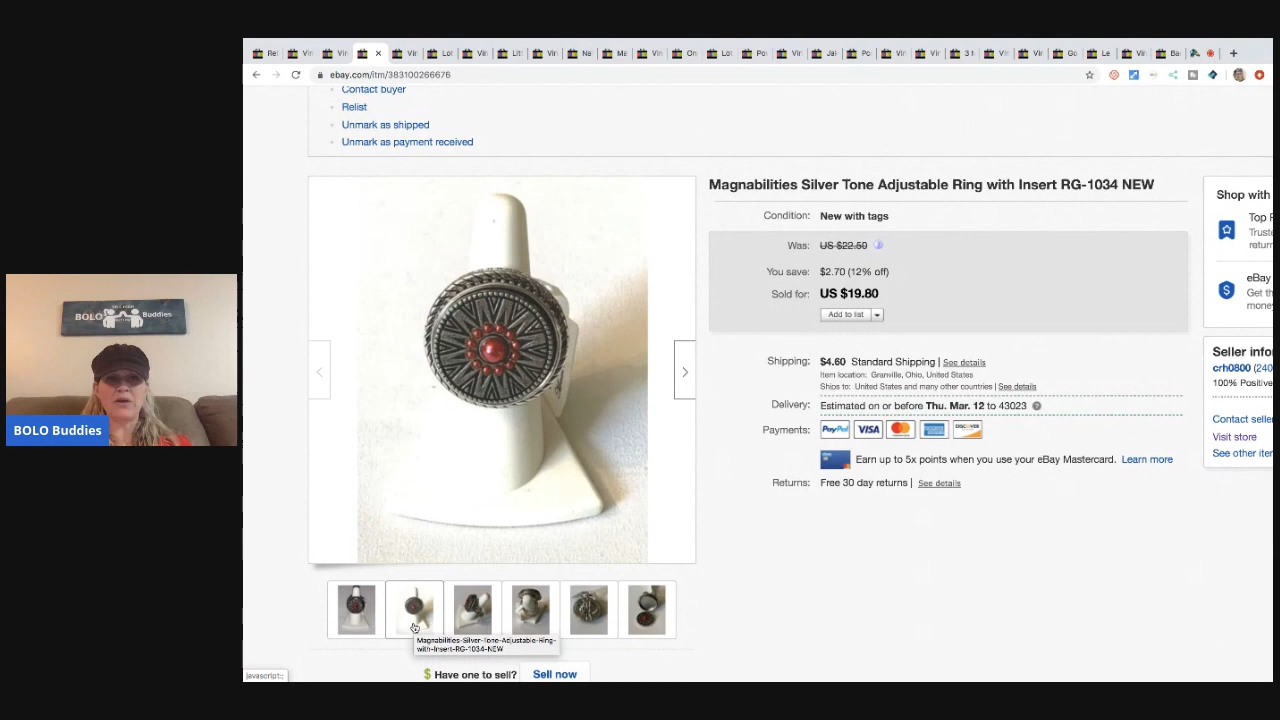 ebay.com/itm/383100266676
Contact buyer
Relist
Unmark as shipped
Unmark as payment received
Magnabilities Silver Tone Adjustable Ring with Insert RG-1034 NEW
Condition: New with tags
Was: US $22.50
You save: $2.70 (12% off)
Sold for: US $19.80
Add to list
Shipping: $4.60 Standard Shipping | See details
Item location: Granville, Ohio, United States
Ships to: United States and many other countries | See details
Delivery: Estimated on or before Thu. Mar. 12 to 43023
Payments: PayPal VISA
Earn up to 5x points when you use your eBay Mastercard. Learn more
Returns: Free 30 day returns | See details
Shop with
Top
Seller info
crh0800 (240
100% Positive
Contact seller
Visit store
See other
Magnabilities-Silver-Tone-Adjustable-Ring-
with-Insert-RG-1034-NEW
Have one to sell? Sell now
javascript:;
BOLO Buddies
BOLO Buddies